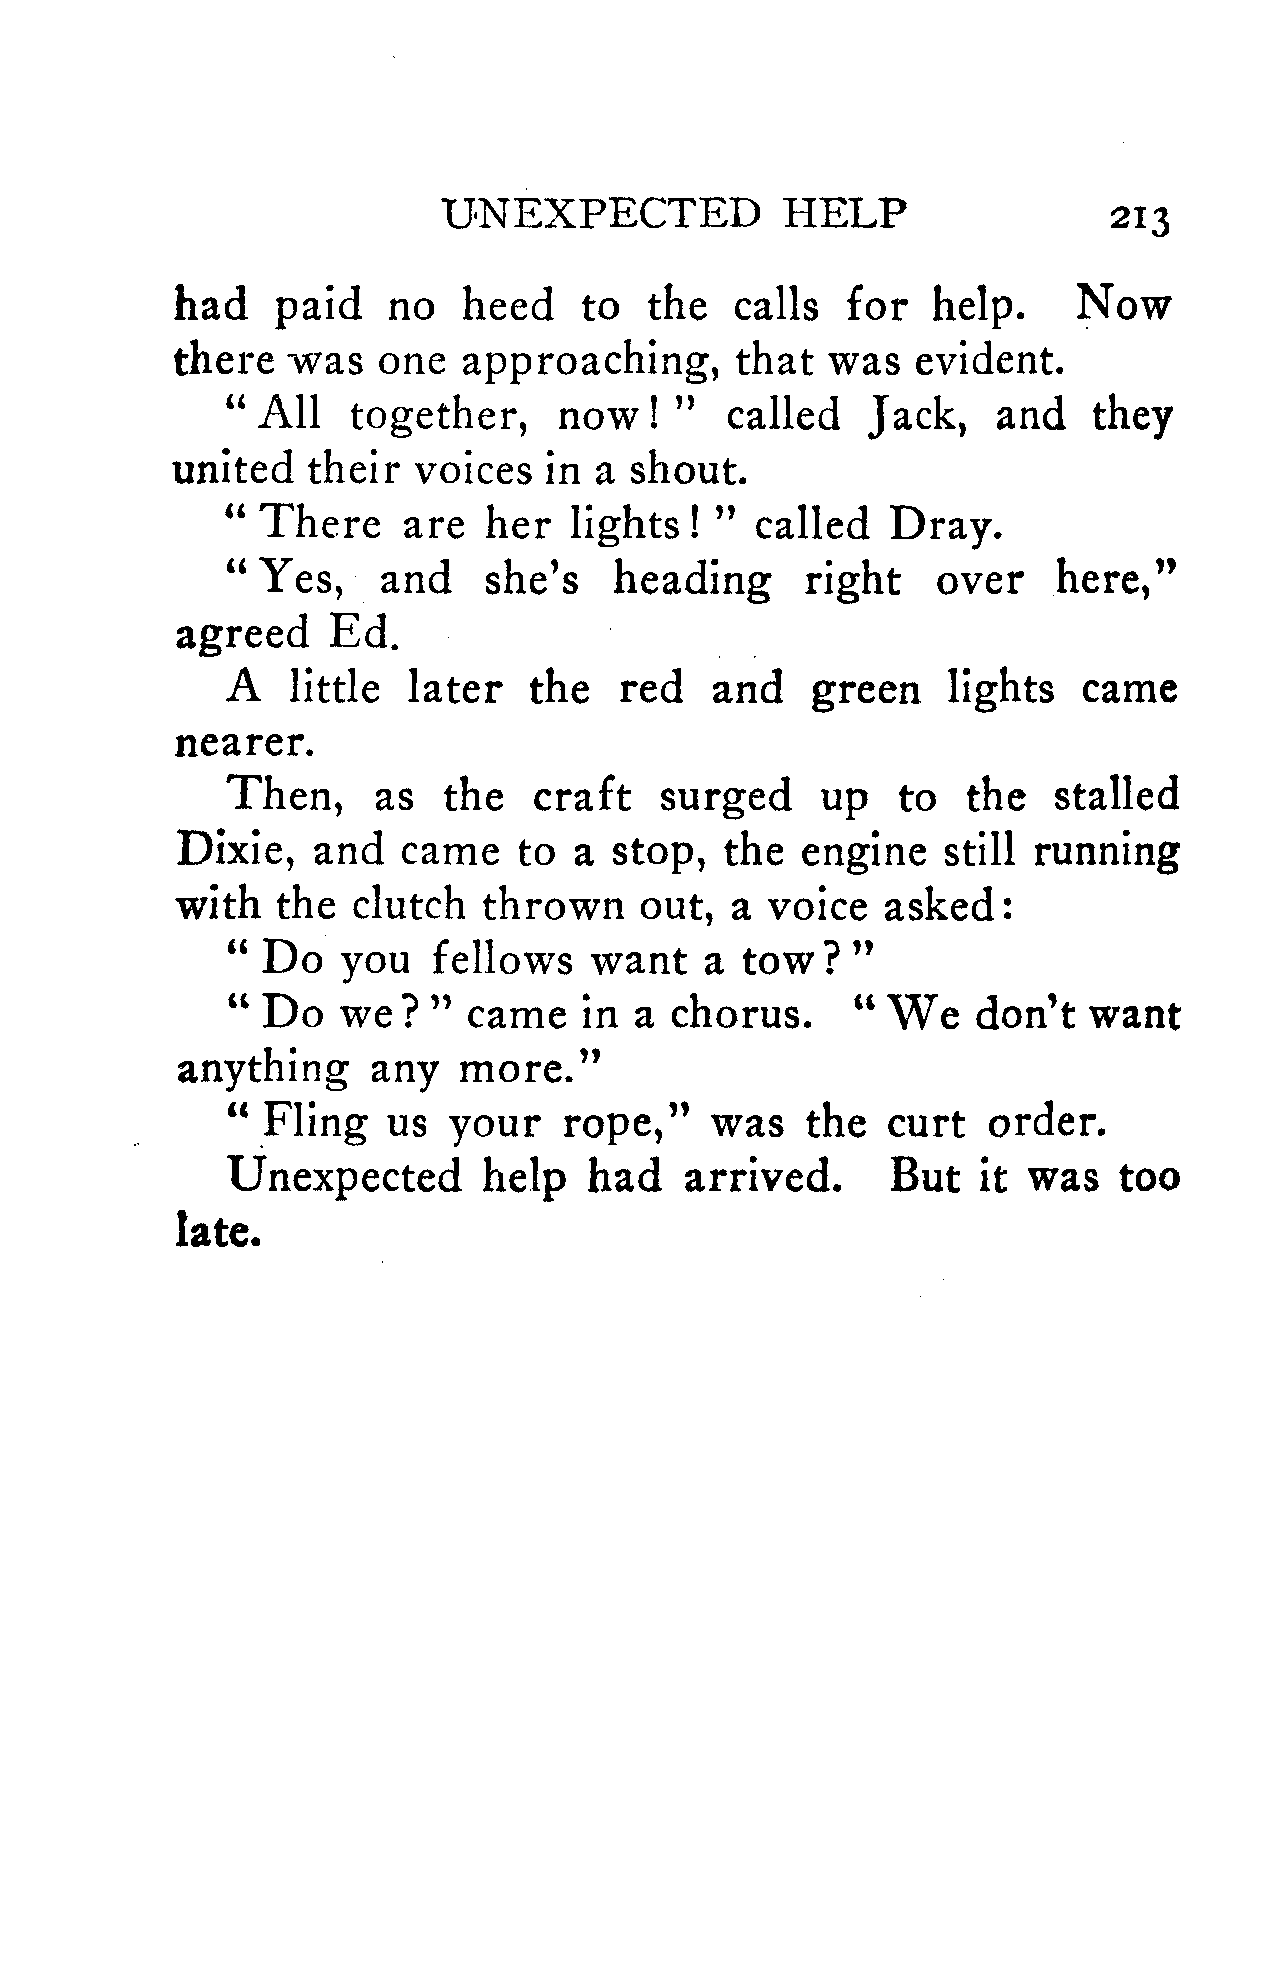 UNEXPECTED HELP 213
had paid no heed to the calls for help. Now
there was one approaching, that was evident.
“ All together, now ! ” called Jack, and they
united their voices in a shout.
“ There are her lights ! ” called Dray.
“ Yes, and she’s heading right over here,”
agreed Ed.
A little later the red and green lights came
nearer.
Then, as the craft surged up to the stalled
Dixie, and came to a stop, the engine still running
with the clutch thrown out, a voice asked :
“ Do you fellows want a tow ? ”
“ Do we ? ” came in a chorus. “ We don’t want
anything any more.”
“ Fling us your rope,” was the curt order.
Unexpected help had arrived. But it was too
late.